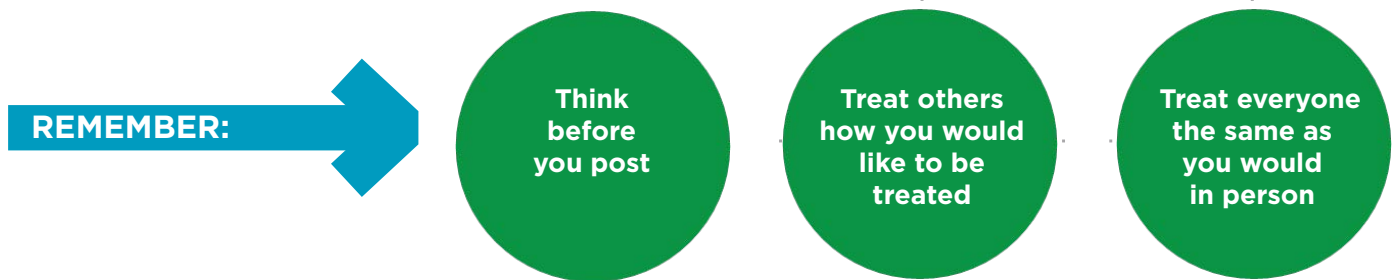 REMEMBER:
Think
before
you post
Treat others
how you would
like to be
treated
Treat everyone
the same as
you would
in person